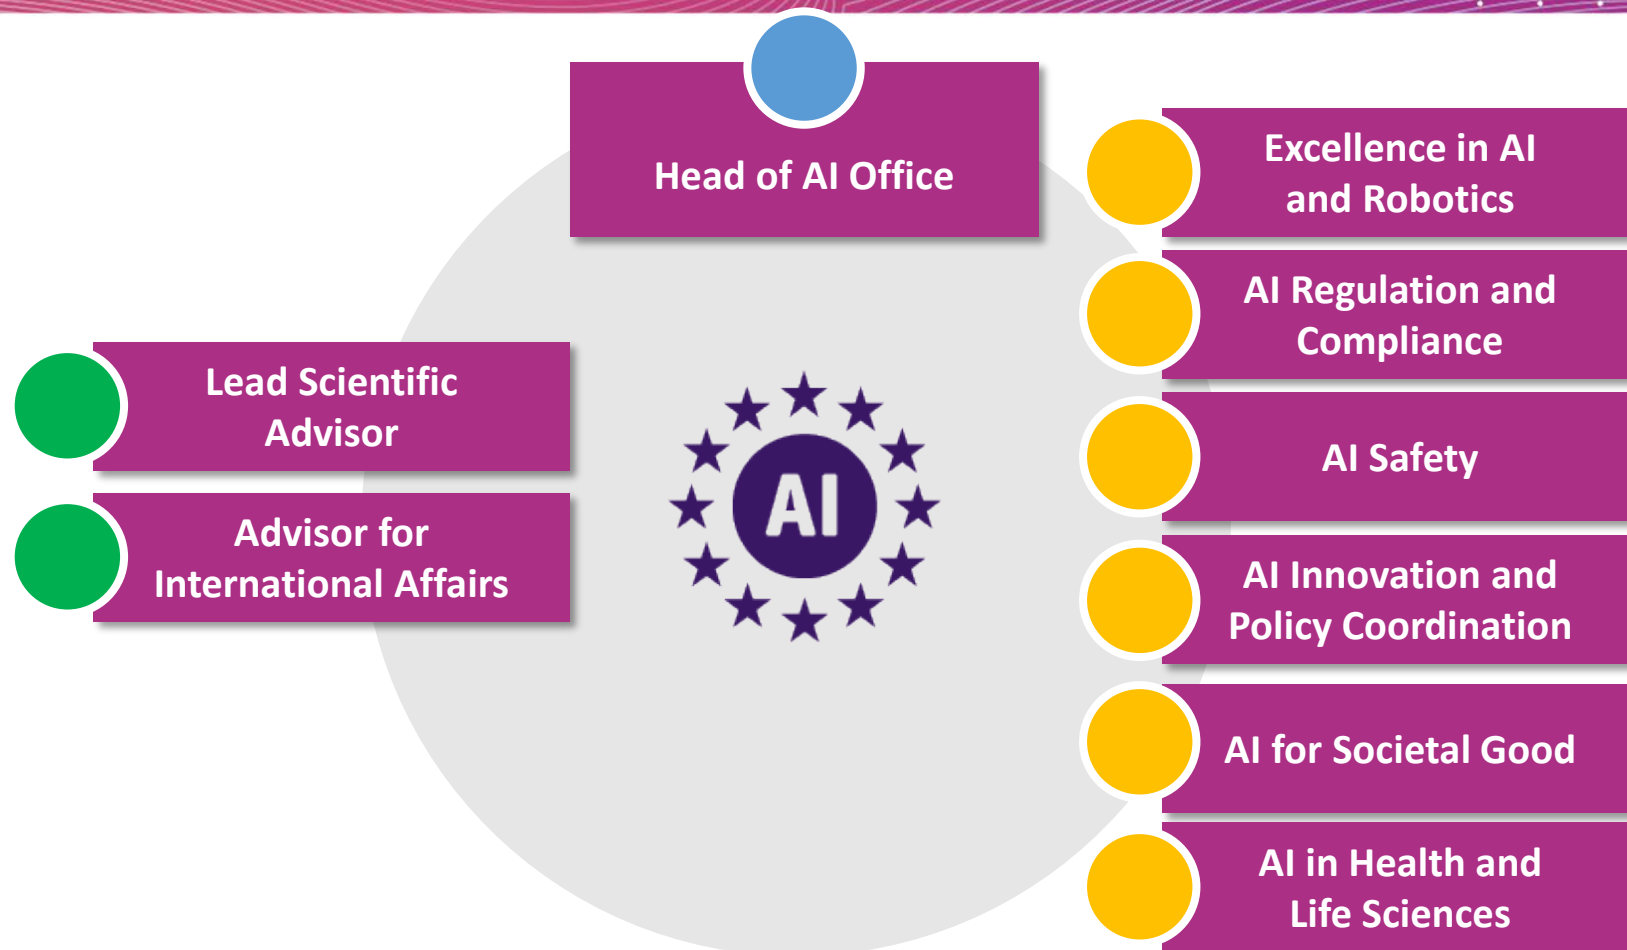 Head of AI Office
Lead Scientific
Advisor
Advisor for
International Affairs
AI
Excellence in AI
and Robotics
AI Regulation and
Compliance
AI Safety
AI Innovation and
Policy Coordination
AI for Societal Good
AI in Health and
Life Sciences